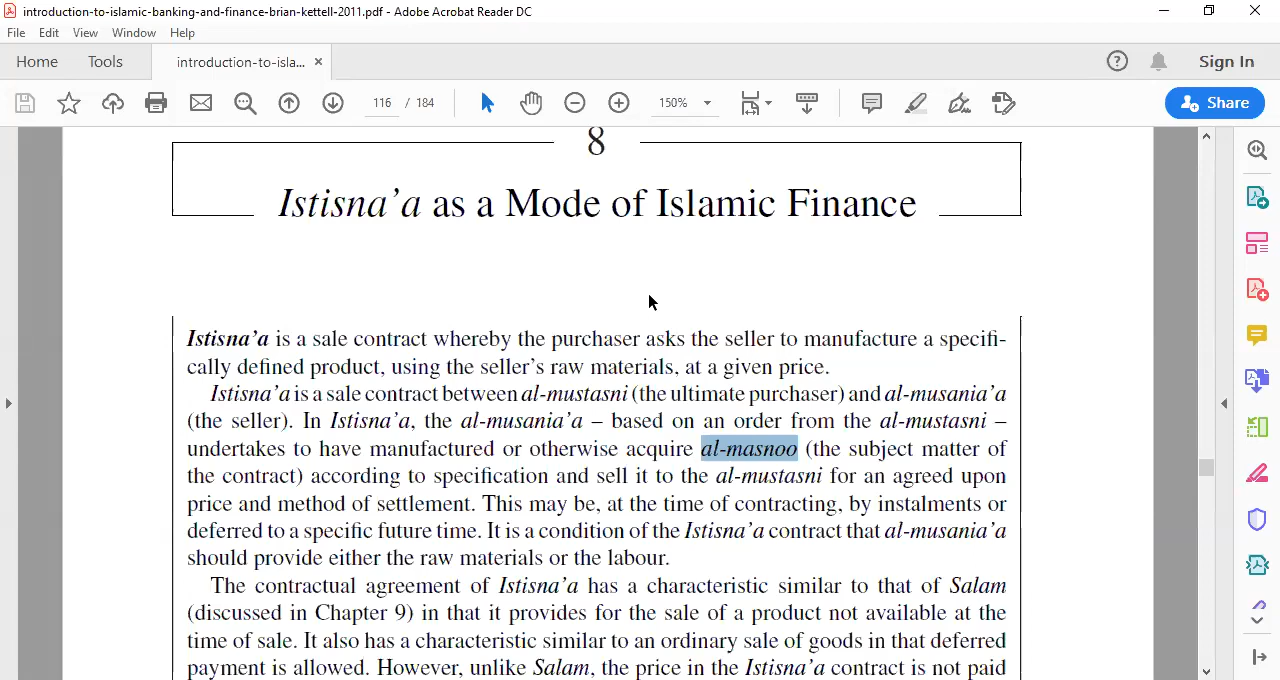 introduction-to-islamic-banking-and-finance-brian-kettell-2011.pdf - Adobe Acrobat Reader DC
File Edit View Window Help
Home Tools introduction-to-isla... × Sign In
116 / 184 150% Share
8
Istisna’a as a Mode of Islamic Finance
Istisna’a is a sale contract whereby the purchaser asks the seller to manufacture a specifi-
cally defined product, using the seller’s raw materials, at a given price.
Istisna’a is a sale contract between al-mustasni (the ultimate purchaser) and al-musania’a
(the seller). In Istisna’a, the al-musania’a – based on an order from the al-mustasni –
undertakes to have manufactured or otherwise acquire al-masnoo (the subject matter of
the contract) according to specification and sell it to the al-mustasni for an agreed upon
price and method of settlement. This may be, at the time of contracting, by instalments or
deferred to a specific future time. It is a condition of the Istisna’a contract that al-musania’a
should provide either the raw materials or the labour.
The contractual agreement of Istisna’a has a characteristic similar to that of Salam
(discussed in Chapter 9) in that it provides for the sale of a product not available at the
time of sale. It also has a characteristic similar to an ordinary sale of goods in that deferred
payment is allowed. However, unlike Salam, the price in the Istisna’a contract is not paid